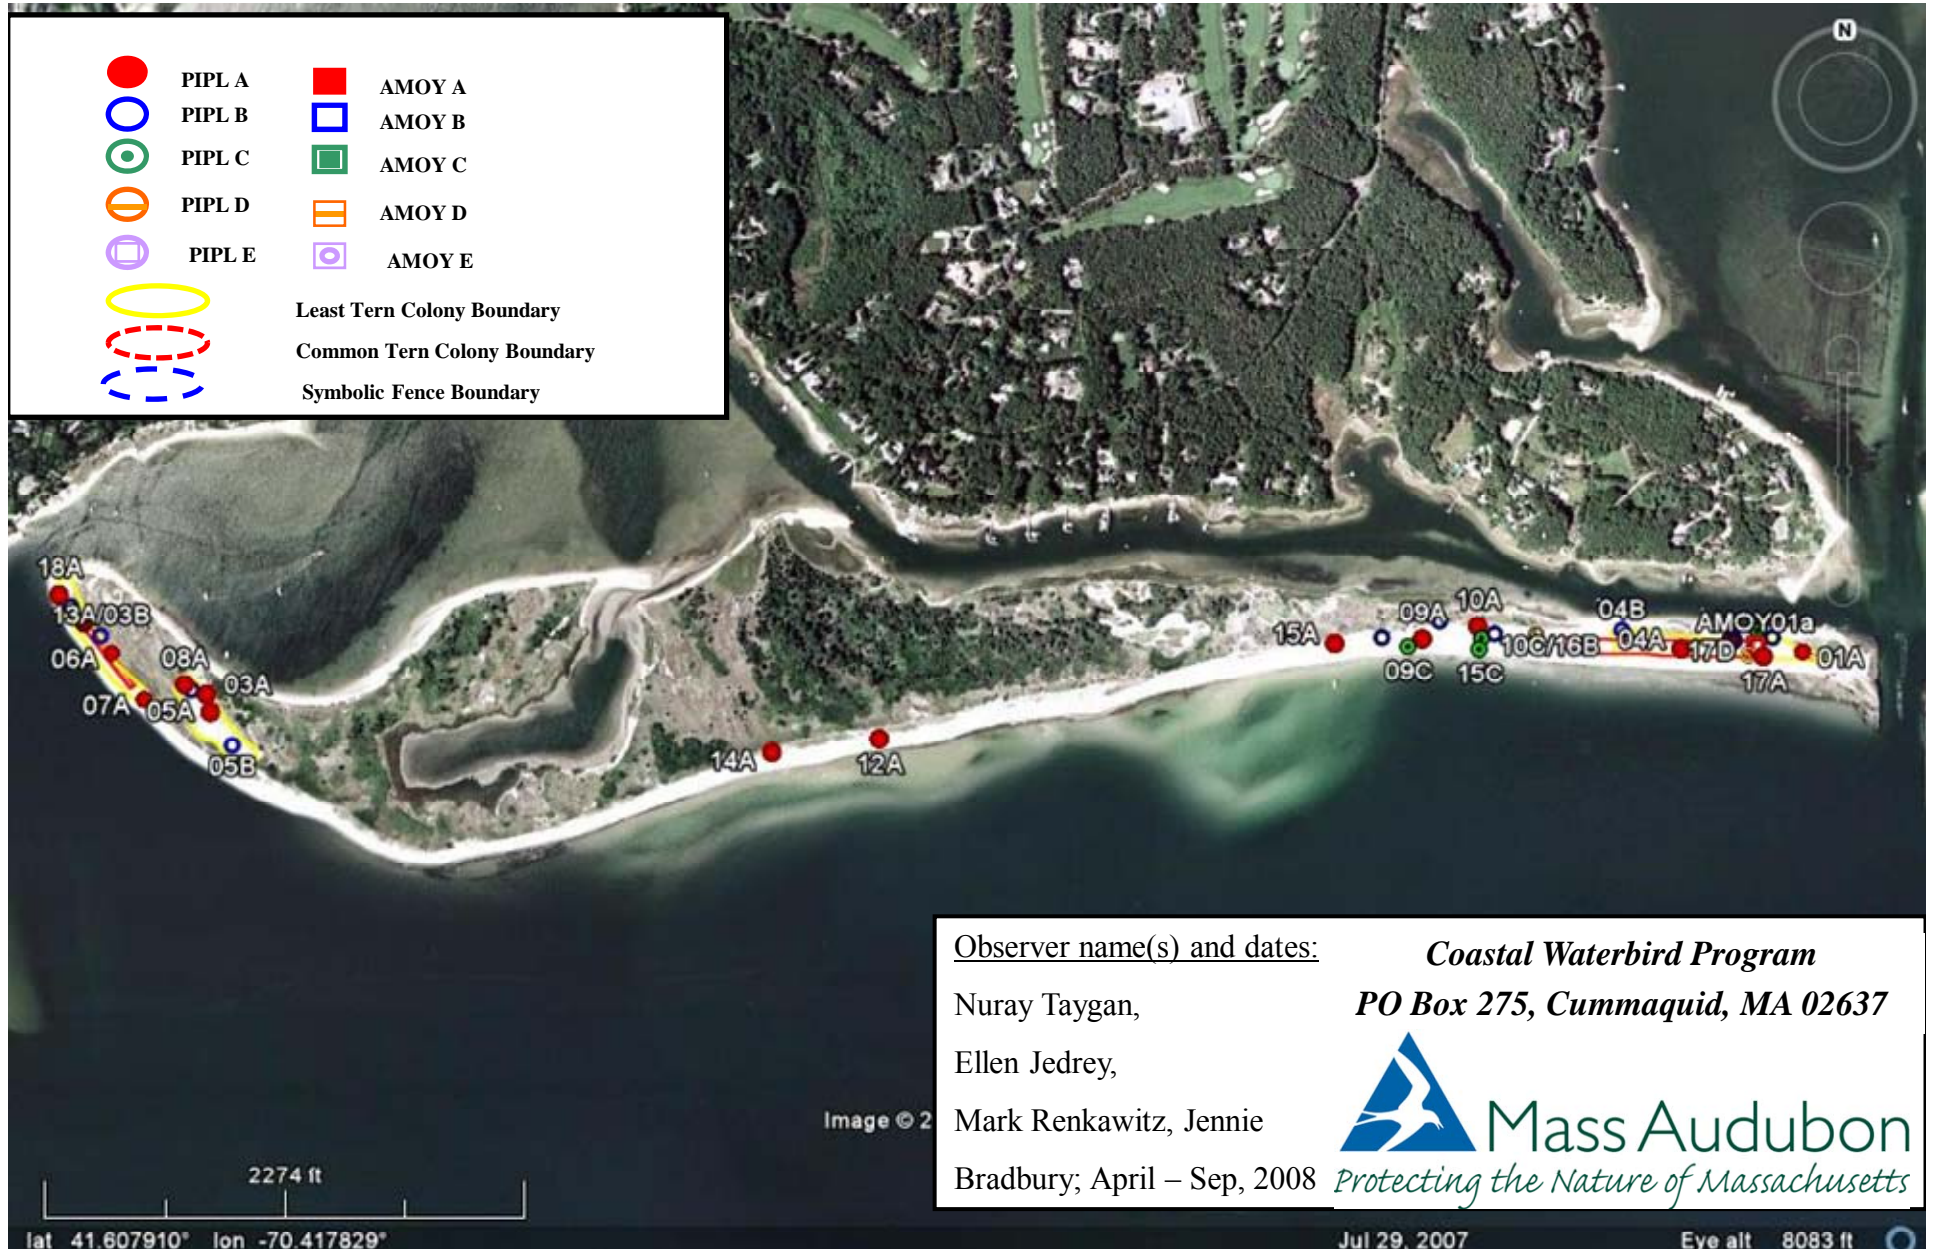 PIPL A
AMOY A
PIPL B
AMOY B
PIPL C
AMOY C
PIPL D
AMOY D
PIPL E
AMOY E
Least Tern Colony Boundary
Common Tern Colony Boundary
Symbolic Fence Boundary
N
18A
13A/03B
06A
08A
03A
07A
05A
05B
14A
12A
15A
09A
10A
09C
15C
10C/16B
04B
04A
AMOY01a
17D
17A
01A
Observer name(s) and dates:
Nuray Taygan,
Ellen Jedrey,
Mark Renkawitz, Jennie
Bradbury; April – Sep, 2008
Coastal Waterbird Program
PO Box 275, Cummaquid, MA 02637
Mass Audubon
Protecting the Nature of Massachusetts
Image © 2
2274 ft
lat 41.607910° lon -70.417829°
Jul 29, 2007
Eye alt 8083 ft